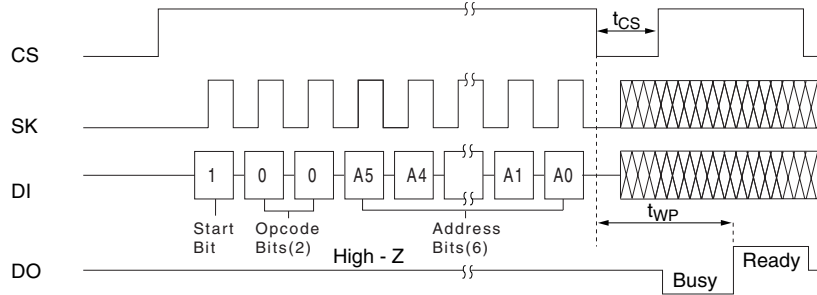 tCS
CS
SK
DI
1 0 0 A5 A4 A1 A0
Start Bit
Opcode Bits(2)
Address Bits(6)
tWP
High - Z
DO
Busy
Ready